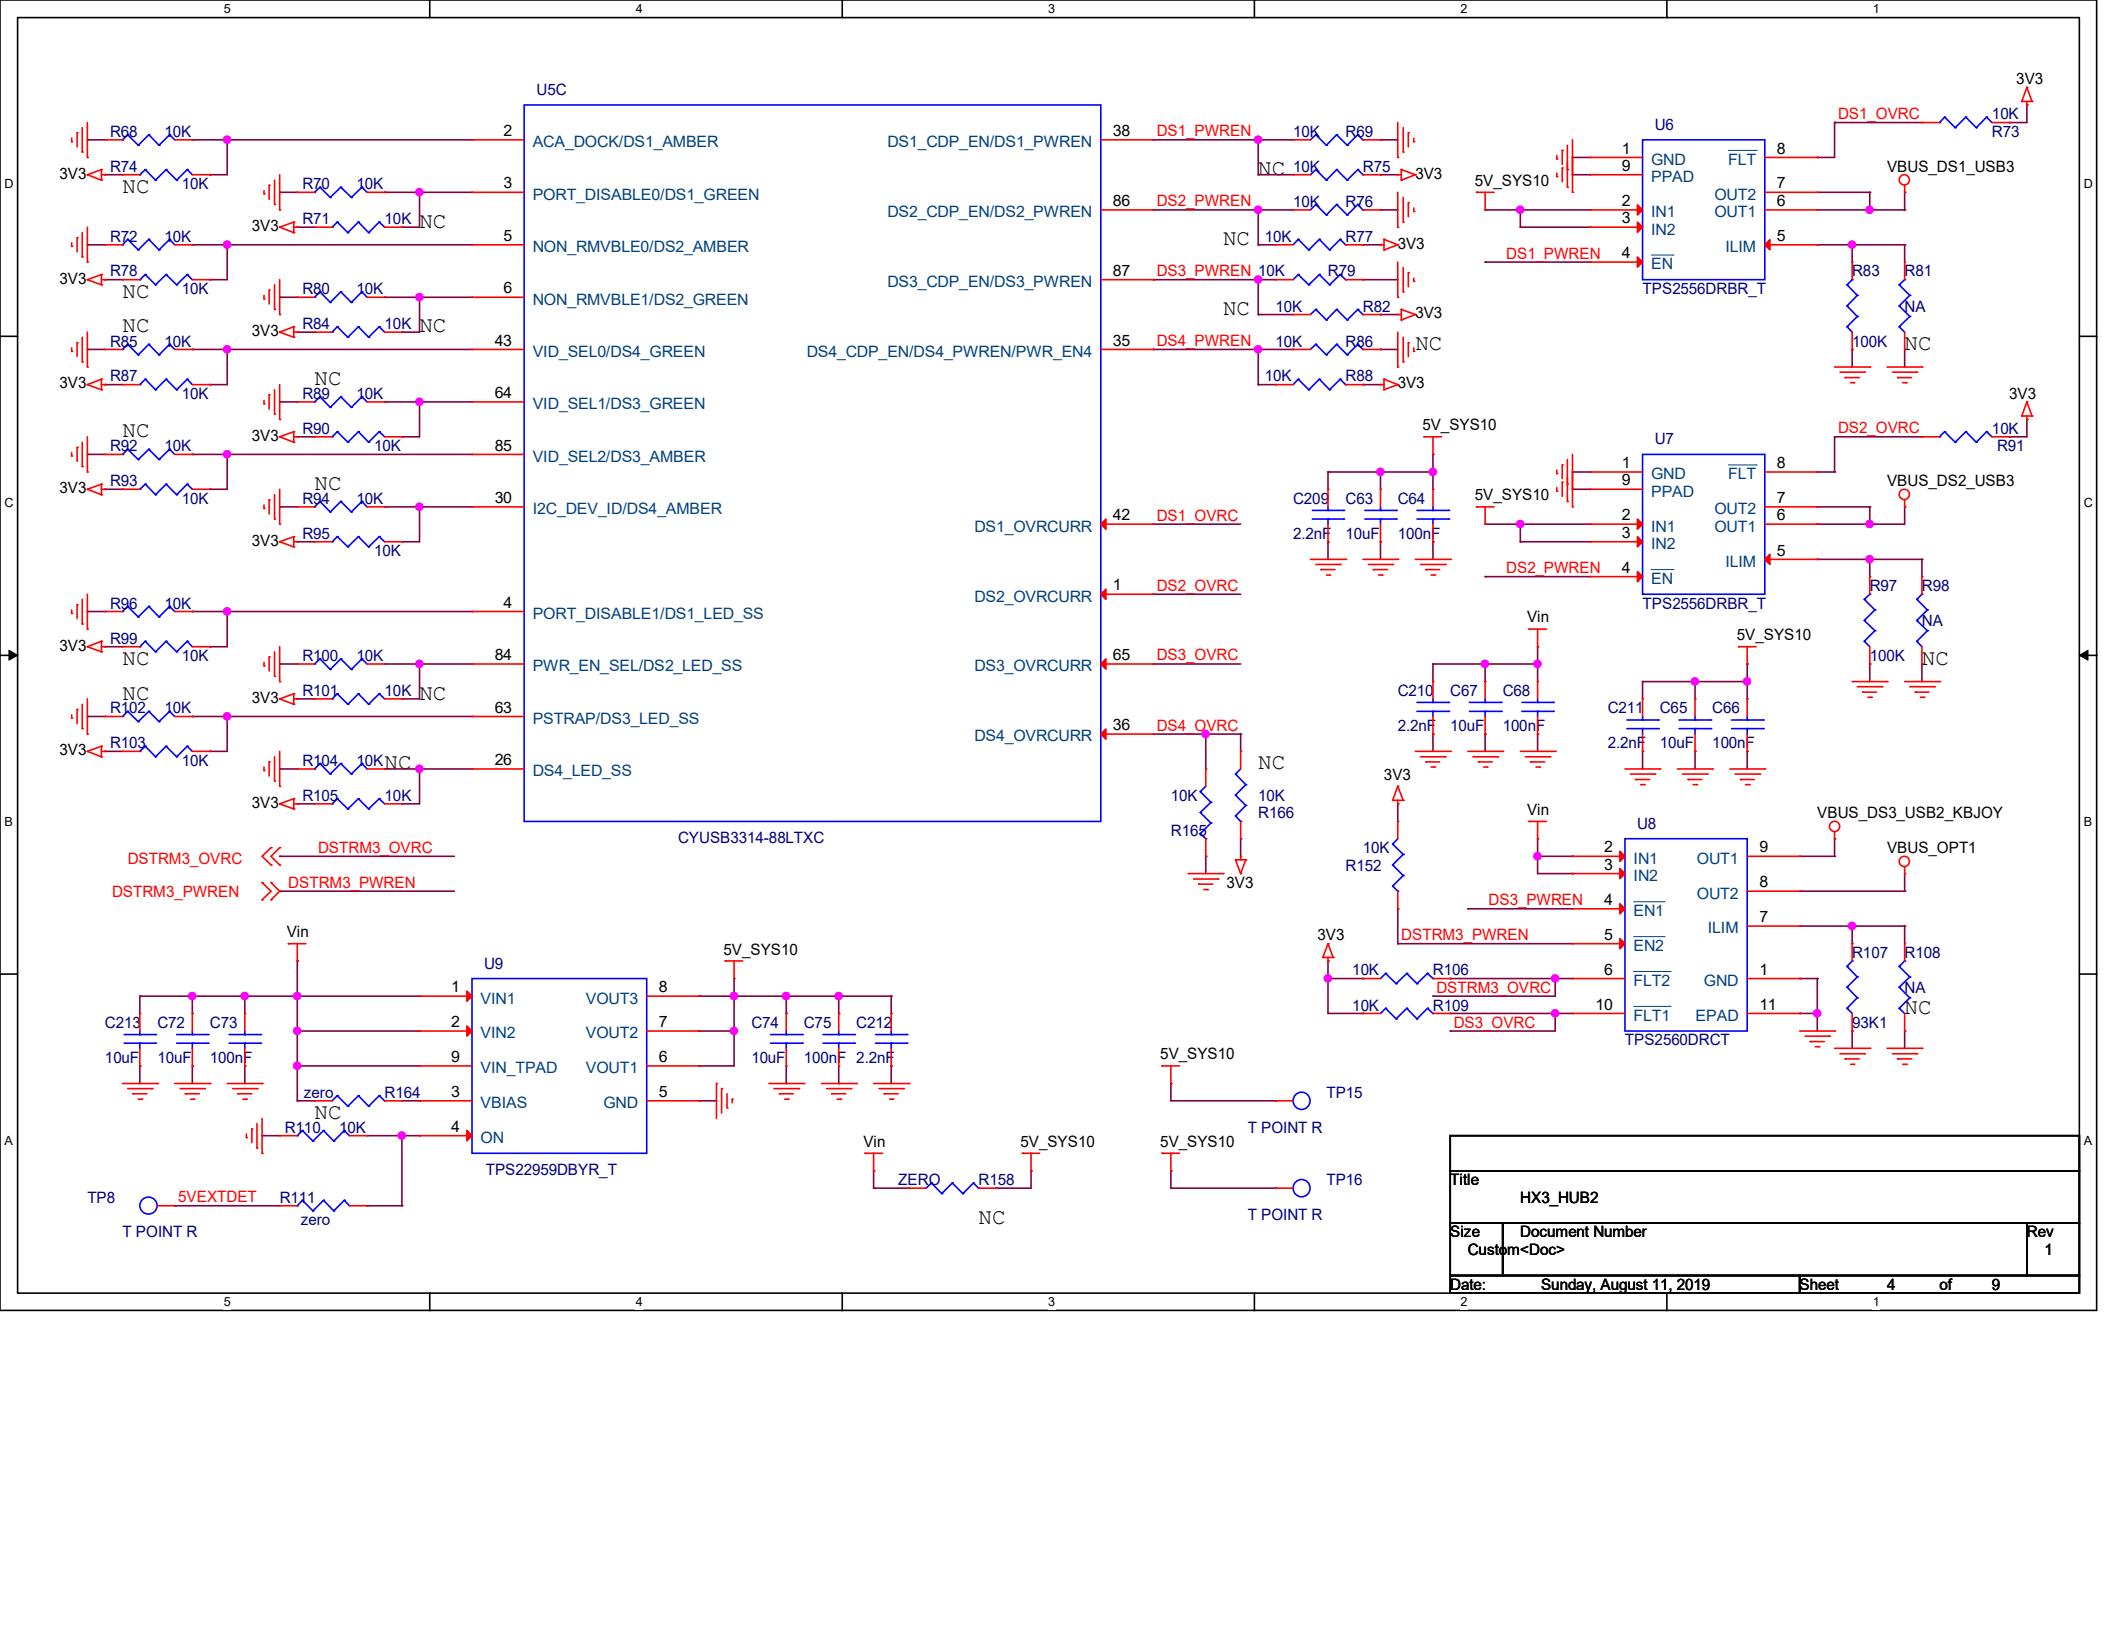 5 4 3 2 1
D
C
B
A
D
C
B
A
U5C
R68 10K
R74
3V3
NC 10K
2 ACA_DOCK/DS1_AMBER
R70 10K
R71 10K NC
3V3
3 PORT_DISABLE0/DS1_GREEN
R72 10K
R78
3V3
NC 10K
5 NON_RMVBLE0/DS2_AMBER
R80 10K
R84 10K NC
3V3
6 NON_RMVBLE1/DS2_GREEN
NC
R85 10K
R87
3V3
10K
43 VID_SEL0/DS4_GREEN
NC
R89 10K
R90
3V3
10K
64 VID_SEL1/DS3_GREEN
NC
R92 10K
R93
3V3
10K
85 VID_SEL2/DS3_AMBER
NC
R94 10K
R95
3V3
10K
30 I2C_DEV_ID/DS4_AMBER
R96 10K
R99
3V3
NC 10K
4 PORT_DISABLE1/DS1_LED_SS
R100 10K
R101 10K NC
3V3
84 PWR_EN_SEL/DS2_LED_SS
NC
R102 10K
R103
3V3
10K
63 PSTRAP/DS3_LED_SS
R104 10K NC
R105 10K
3V3
26 DS4_LED_SS
DS1_CDP_EN/DS1_PWREN 38 DS1_PWREN
10K R69
NC 10K R75 3V3
DS2_CDP_EN/DS2_PWREN 86 DS2_PWREN
10K R76
NC 10K R77 3V3
DS3_CDP_EN/DS3_PWREN 87 DS3_PWREN
10K R79
NC 10K R82 3V3
DS4_CDP_EN/DS4_PWREN/PWR_EN4 35 DS4_PWREN
10K R86 NC
10K R88 3V3
DS1_OVRCURR 42 DS1_OVRC
DS2_OVRCURR 1 DS2_OVRC
DS3_OVRCURR 65 DS3_OVRC
DS4_OVRCURR 36 DS4_OVRC
NC
10K 10K
R165 R166
3V3
CYUSB3314-88LTXC
DSTRM3_OVRC DSTRM3_OVRC
DSTRM3_PWREN DSTRM3_PWREN
3V3
DS1_OVRC 10K
R73
U6
1 GND FLT 8
9 PPAD
VBUS_DS1_USB3
5V_SYS10
OUT2 7
2 IN1 OUT1 6
3 IN2
ILIM 5
DS1_PWREN 4 EN
TPS2556DRBR_T
R83 R81
NA
100K NC
3V3
DS2_OVRC 10K
R91
U7
1 GND FLT 8
9 PPAD
VBUS_DS2_USB3
5V_SYS10
OUT2 7
2 IN1 OUT1 6
3 IN2
ILIM 5
DS2_PWREN 4 EN
TPS2556DRBR_T
R97 R98
NA
100K NC
5V_SYS10
C209 C63 C64
2.2nF 10uF 100nF
Vin
C210 C67 C68
2.2nF 10uF 100nF
5V_SYS10
C211 C65 C66
2.2nF 10uF 100nF
3V3
10K
R152
Vin
U8
VBUS_DS3_USB2_KBJOY
VBUS_OPT1
2 IN1 OUT1 9
3 IN2
OUT2 8
DS3_PWREN 4 EN1
ILIM 7
DSTRM3_PWREN 5 EN2
3V3
10K R106 6 FLT2 GND 1
DSTRM3_OVRC
10K R109 10 FLT1 EPAD 11
DS3_OVRC
TPS2560DRCT
R107 R108
NA
NC
93K1
Vin
U9
5V_SYS10
1 VIN1 VOUT3 8
2 VIN2 VOUT2 7
9 VIN_TPAD VOUT1 6
3 VBIAS GND 5
4 ON
TPS22959DBYR_T
C213 C72 C73
10uF 10uF 100nF
C74 C75 C212
10uF 100nF 2.2nF
zero R164
NC
R110 10K
TP8 5VEXTDET R111
zero
T POINT R
Vin 5V_SYS10
ZERO R158
NC
5V_SYS10
TP15
T POINT R
5V_SYS10
TP16
T POINT R
Title
HX3_HUB2
Size Document Number Rev
Custom <Doc> 1
Date: Sunday, August 11, 2019 Sheet 4 of 9
5 4 3 2 1